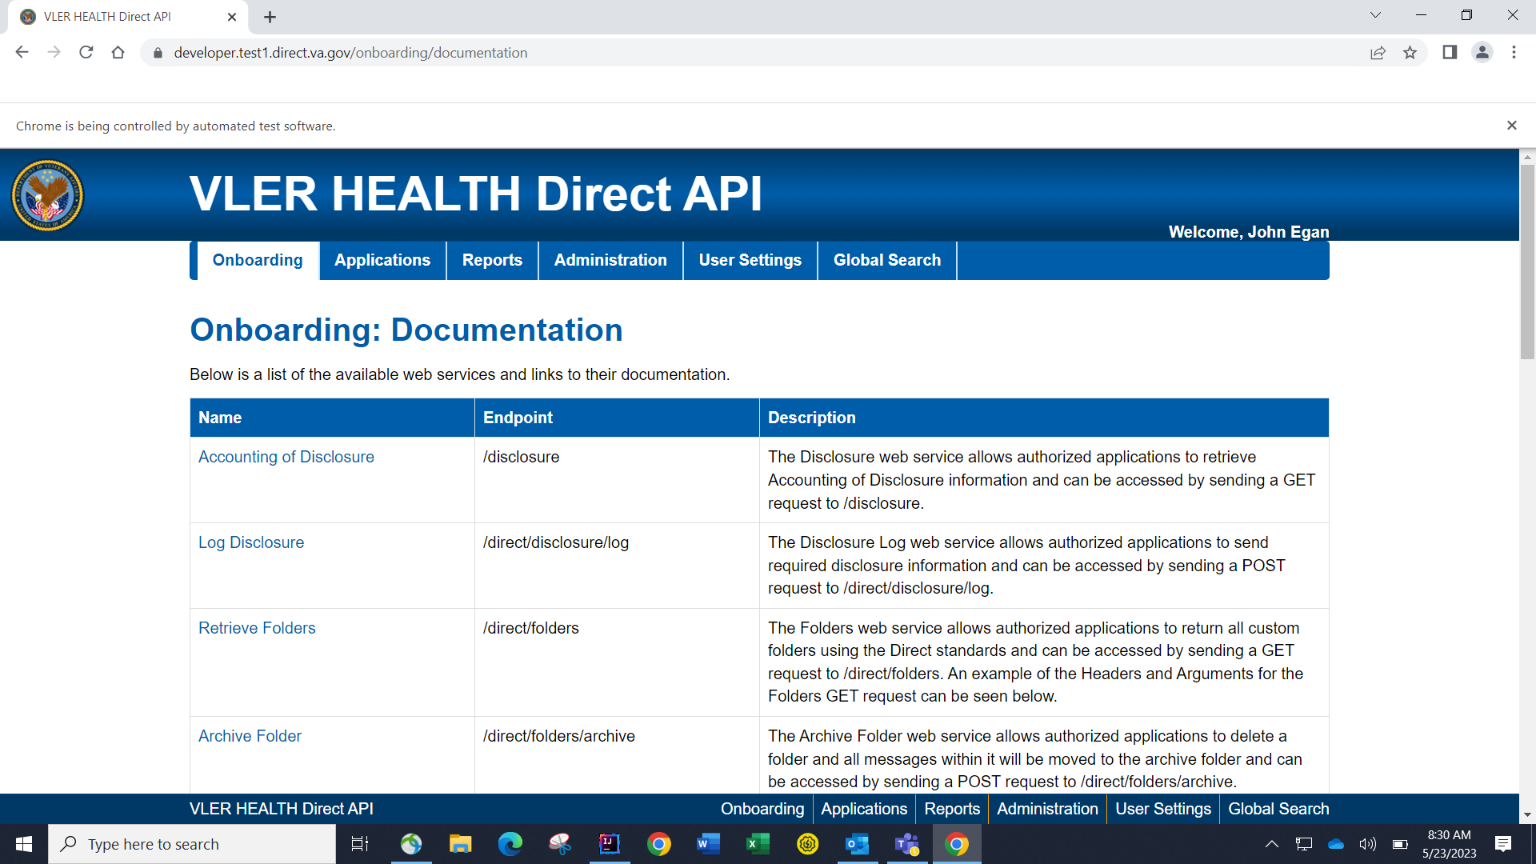 VLER HEALTH Direct API
developer.test1.direct.va.gov/onboarding/documentation
Chrome is being controlled by automated test software.
VLER HEALTH Direct API
Welcome, John Egan
Onboarding Applications Reports Administration User Settings Global Search
Onboarding: Documentation
Below is a list of the available web services and links to their documentation.
Name Endpoint Description
Accounting of Disclosure /disclosure The Disclosure web service allows authorized applications to retrieve
Accounting of Disclosure information and can be accessed by sending a GET
request to /disclosure.
Log Disclosure /direct/disclosure/log The Disclosure Log web service allows authorized applications to send
required disclosure information and can be accessed by sending a POST
request to /direct/disclosure/log.
Retrieve Folders /direct/folders The Folders web service allows authorized applications to return all custom
folders using the Direct standards and can be accessed by sending a GET
request to /direct/folders. An example of the Headers and Arguments for the
Folders GET request can be seen below.
Archive Folder /direct/folders/archive The Archive Folder web service allows authorized applications to delete a
folder and all messages within it will be moved to the archive folder and can
be accessed by sending a POST request to /direct/folders/archive.
VLER HEALTH Direct API Onboarding Applications Reports Administration User Settings Global Search
Type here to search
8:30 AM
5/23/2023